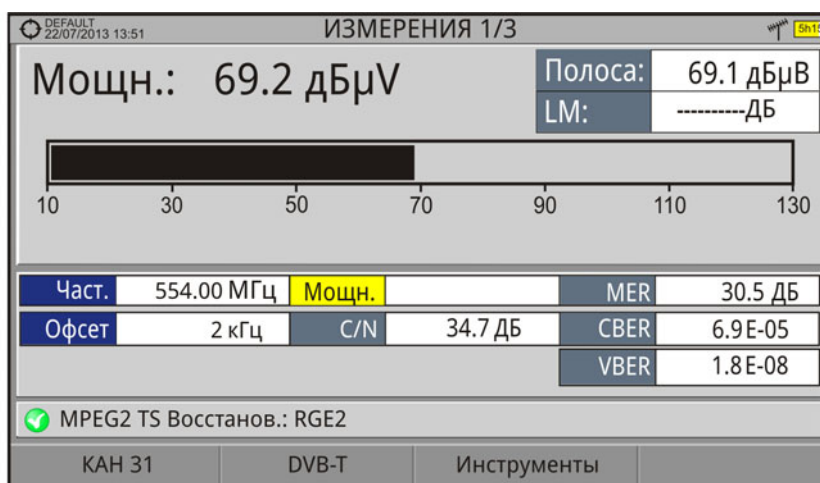 DEFAULT
22/07/2013 13:51
ИЗМЕРЕНИЯ 1/3
5h15
Мощн.: 69.2 дБµV
Полоса: 69.1 дБµВ
LM: ----------ДБ
10 30 50 70 90 110 130
Част. 554.00 МГц Мощн. MER 30.5 ДБ
Офсет 2 кГц C/N 34.7 ДБ CBER 6.9E-05
VBER 1.8E-08
MPEG2 TS Восстанов.: RGE2
КАН 31 DVB-T Инструменты